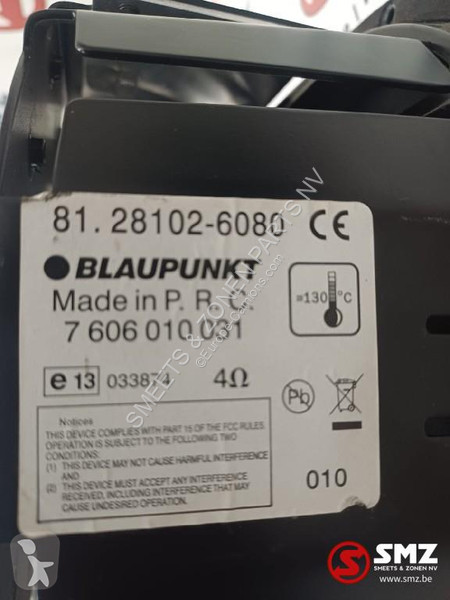 81. 28102-6080 CE
BLAUPUNKT
Made in P. R. C.
7 606 010 031
=130 °C
e 13 033874 4Ω
Pb
Notices
THIS DEVICE COMPLIES WITH PART 15 OF THE FCC RULES.
OPERATION IS SUBJECT TO THE FOLLOWING TWO
CONDITIONS:
(1) THIS DEVICE MAY NOT CAUSE HARMFUL INTERFERENCE
AND
(2) THIS DEVICE MUST ACCEPT ANY INTERFERENCE
RECEIVED, INCLUDING INTERFERENCE THAT MAY
CAUSE UNDESIRED OPERATION.
010
SMEETS & ZONEN PARTS NV
SMZ
SMEETS & ZONEN NV
www.smz.be